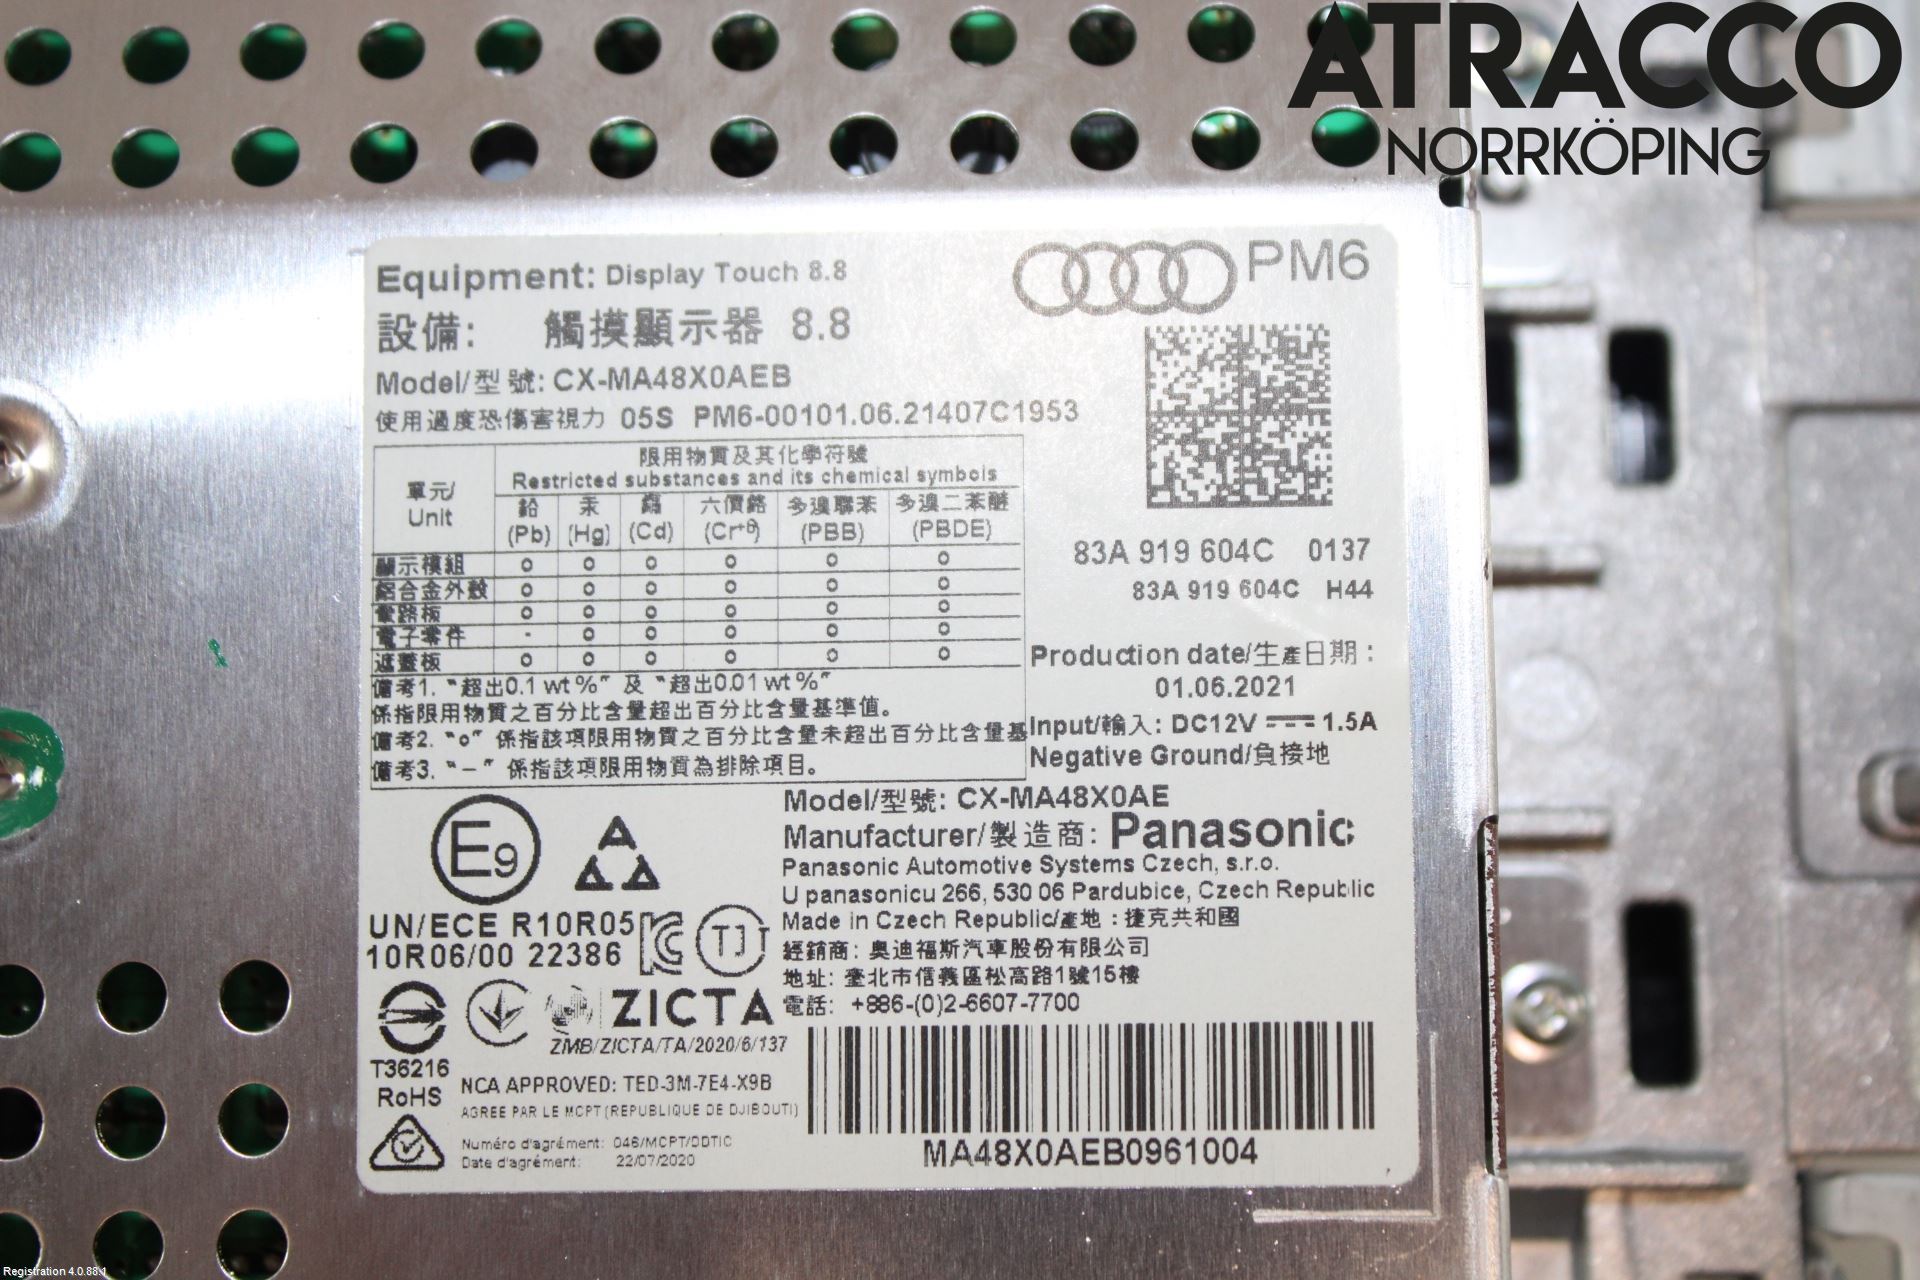 ATRACCO
NORRKÖPING
Equipment: Display Touch 8.8
PM6
設備: 觸摸顯示器 8.8
Model/型號: CX-MA48X0AEB
使用過度恐傷害視力 05S PM6-00101.06.21407C1953
單元/
Unit
限用物質及其化學符號
Restricted substances and its chemical symbols
鉛 汞 鎘 六價鉻 多溴聯苯 多溴二苯醚
(Pb) (Hg) (Cd) (Cr⁺⁶) (PBB) (PBDE)
顯示模組 o o o o o o
鋁合金外殼 o o o o o o
電路板 o o o o o o
電子零件 - o o o o o
遮蓋板 o o o o o o
備考1. "超出0.1 wt %" 及 "超出0.01 wt %"
係指限用物質之百分比含量超出百分比含量基準值。
備考2. "o" 係指該項限用物質之百分比含量未超出百分比含量基
備考3. "—" 係指該項限用物質為排除項目。
83A 919 604C 0137
83A 919 604C H44
Production date/生產日期 :
01.06.2021
Input/輸入: DC12V 1.5A
Negative Ground/負接地
Model/型號: CX-MA48X0AE
Manufacturer/製造商: Panasonic
Panasonic Automotive Systems Czech, s.r.o.
U panasonicu 266, 530 06 Pardubice, Czech Republic
Made in Czech Republic/產地 : 捷克共和國
經銷商: 奧迪福斯汽車股份有限公司
地址: 臺北市信義區松高路1號15樓
電話: +886-(0)2-6607-7700
E9
UN/ECE R10R05
10R06/00 22386
TJ
ZICTA
ZMB/ZICTA/TA/2020/6/137
T36216
RoHS
NCA APPROVED: TED-3M-7E4-X9B
AGREE PAR LE MCPT (REPUBLIQUE DE DJIBOUTI)
Numéro d'agrément: 046/MCPT/DDTIC
Date d'agrément: 22/07/2020
MA48X0AEB0961004
Registration 4.0.88.1